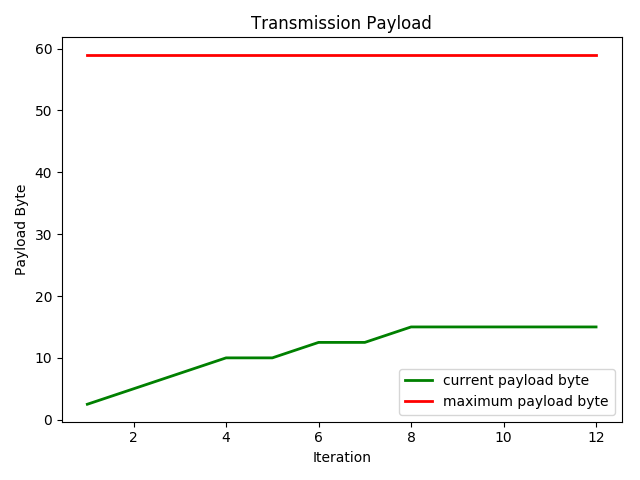 Transmission Payload
60
50
40
30
20
10
0
Payload Byte
2 4 6 8 10 12
Iteration
current payload byte
maximum payload byte